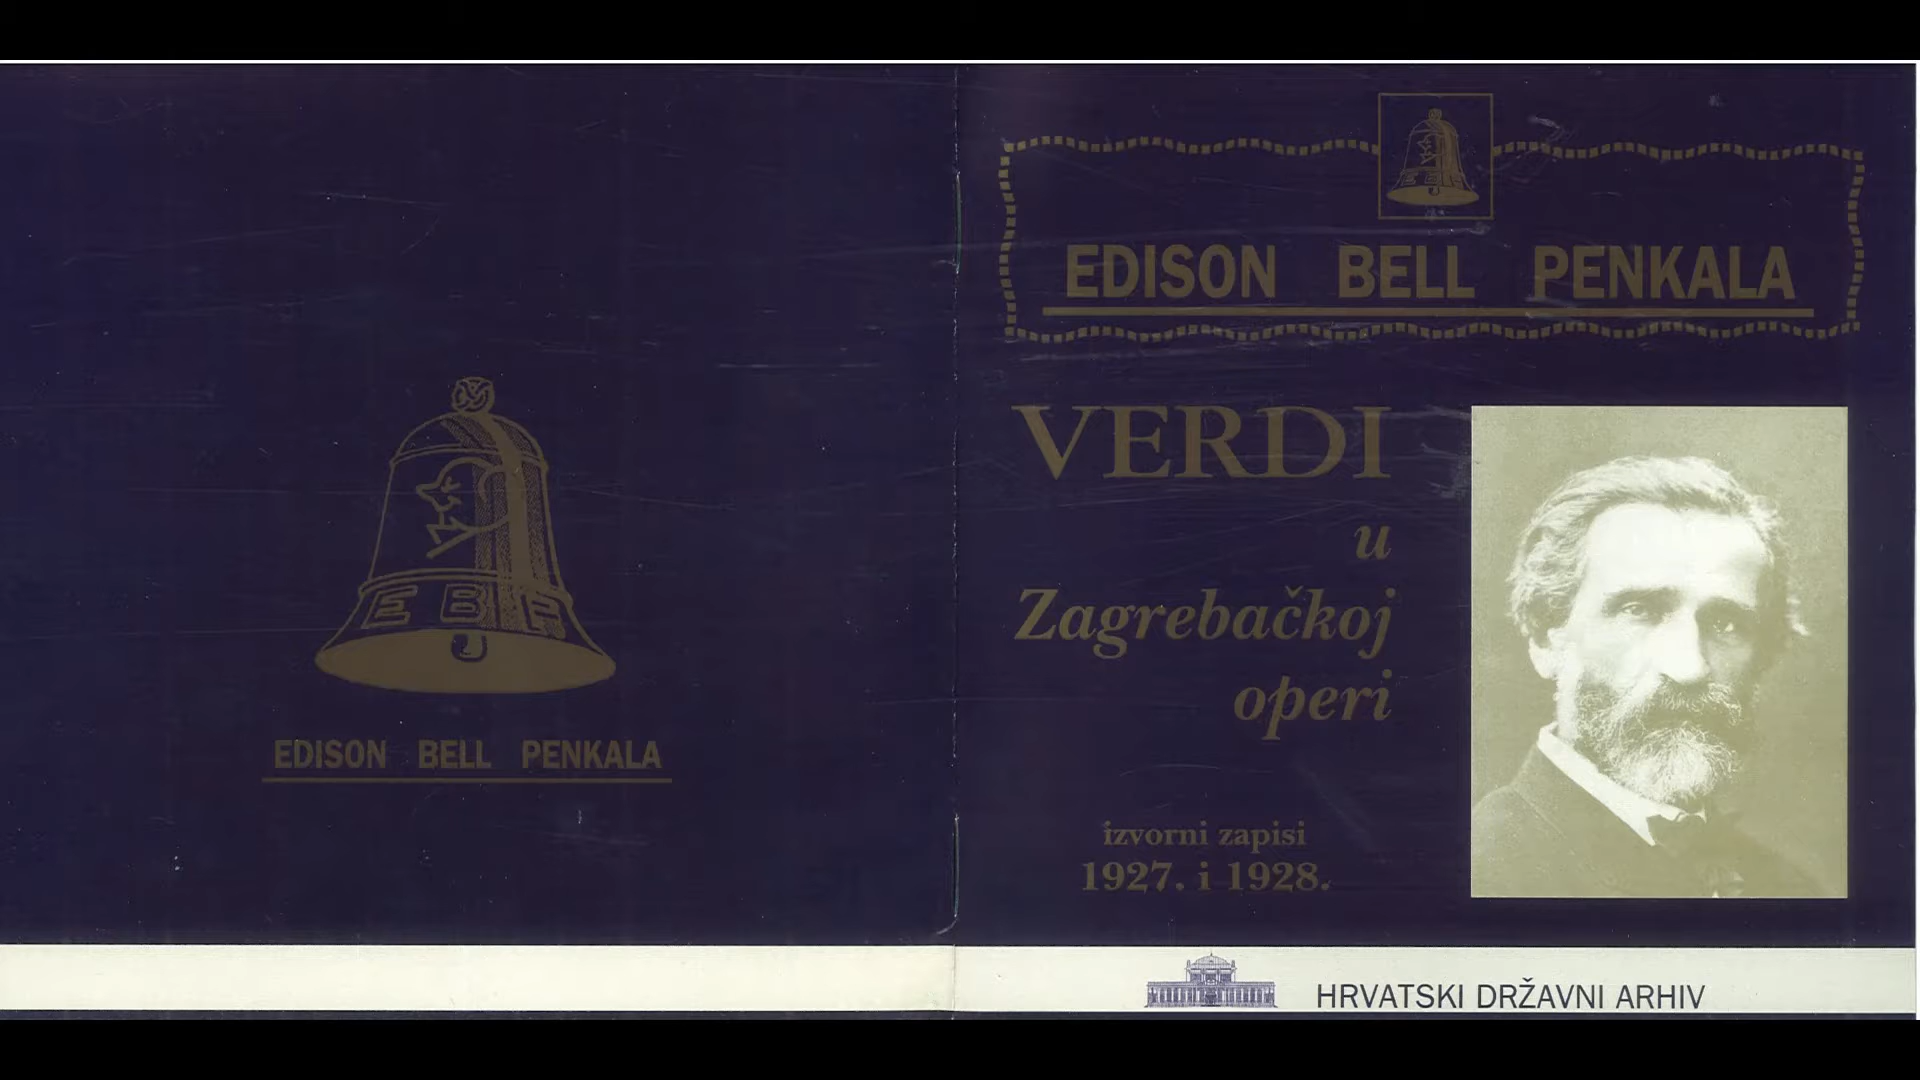 E B P
EDISON BELL PENKALA
EDISON BELL PENKALA
VERDI
u
Zagrebačkoj
operi
izvorni zapisi
1927. i 1928.
HRVATSKI DRŽAVNI ARHIV